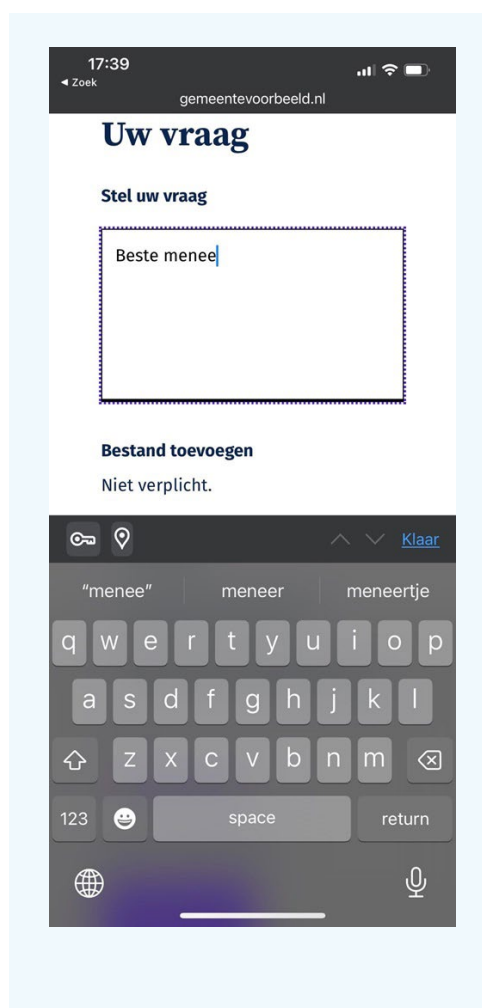 17:39
◀ Zoek
gemeentevoorbeeld.nl
Uw vraag
Stel uw vraag
Beste menee
Bestand toevoegen
Niet verplicht.
Klaar
“menee” meneer meneertje
q w e r t y u i o p
a s d f g h j k l
z x c v b n m
123 space return